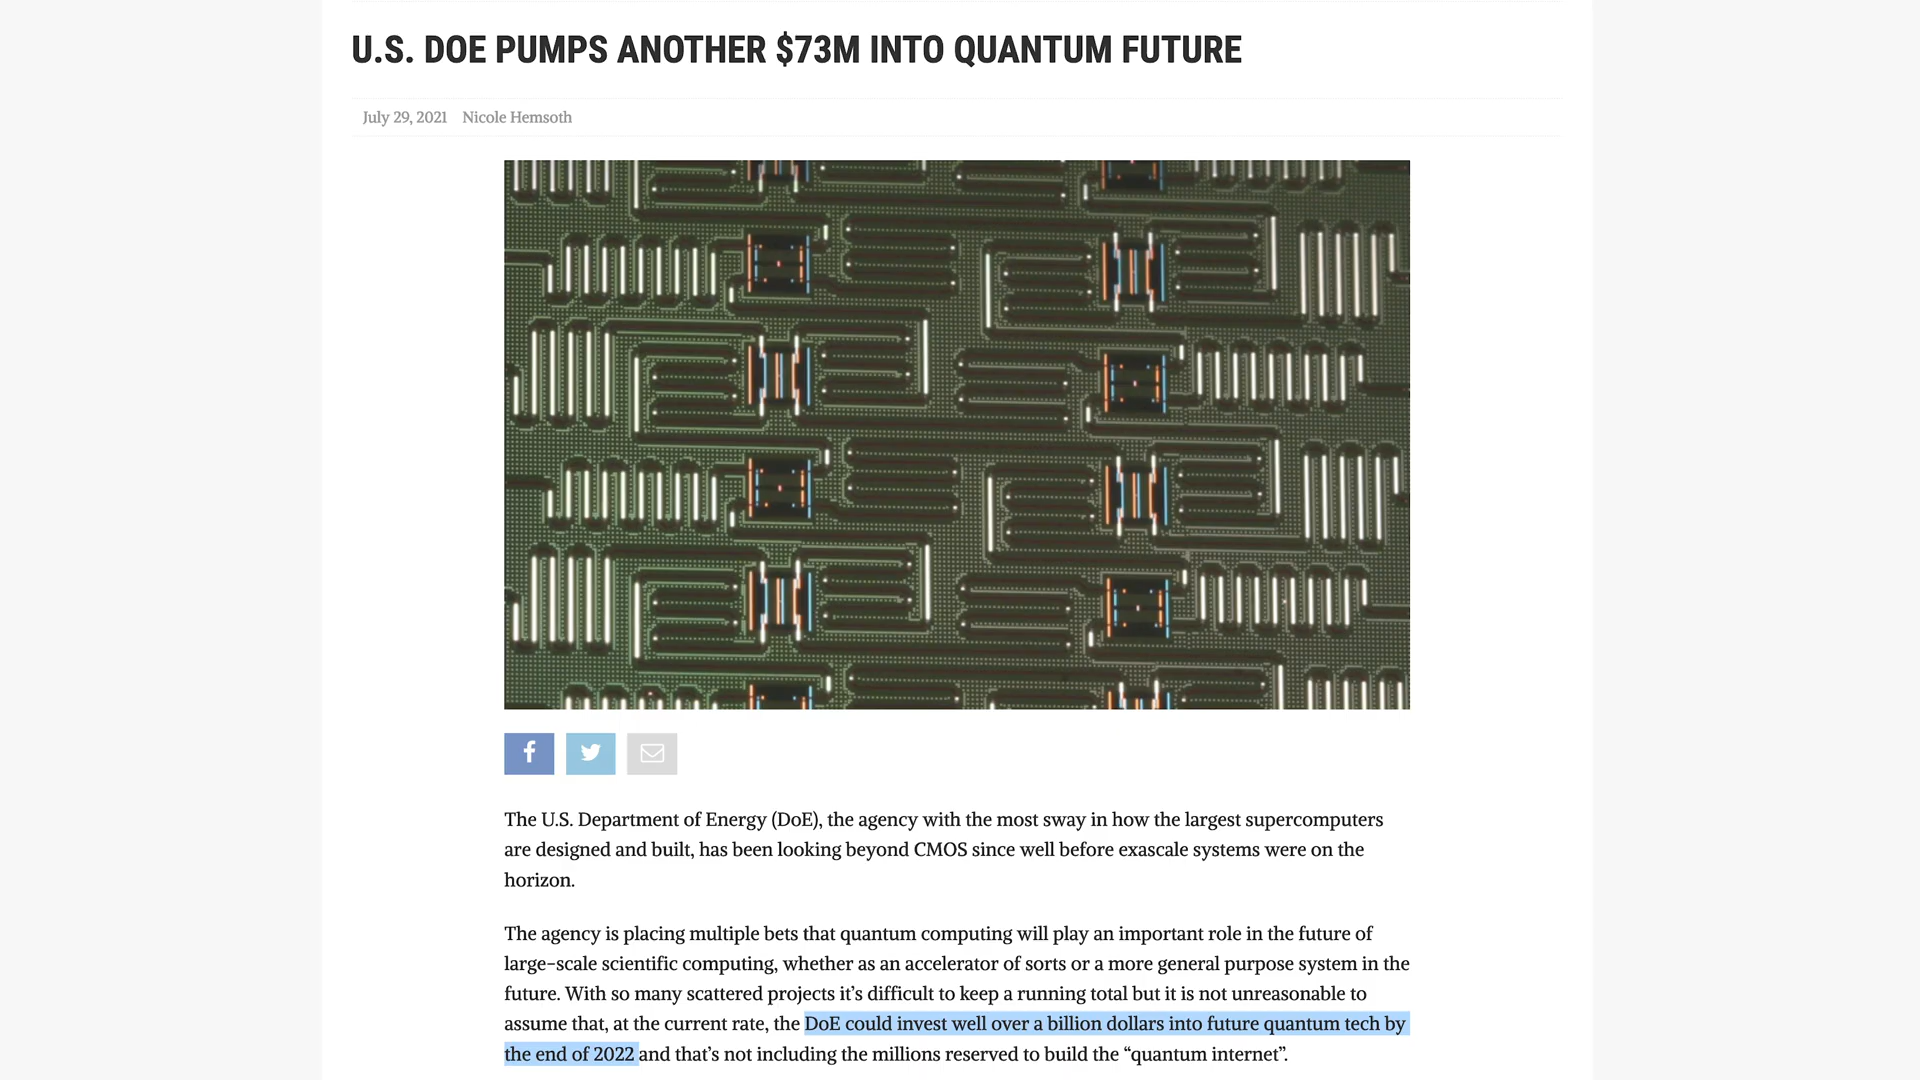 U.S. DOE PUMPS ANOTHER $73M INTO QUANTUM FUTURE
July 29, 2021 Nicole Hemsoth
The U.S. Department of Energy (DoE), the agency with the most sway in how the largest supercomputers
are designed and built, has been looking beyond CMOS since well before exascale systems were on the
horizon.
The agency is placing multiple bets that quantum computing will play an important role in the future of
large-scale scientific computing, whether as an accelerator of sorts or a more general purpose system in the
future. With so many scattered projects it’s difficult to keep a running total but it is not unreasonable to
assume that, at the current rate, the DoE could invest well over a billion dollars into future quantum tech by
the end of 2022 and that’s not including the millions reserved to build the “quantum internet”.